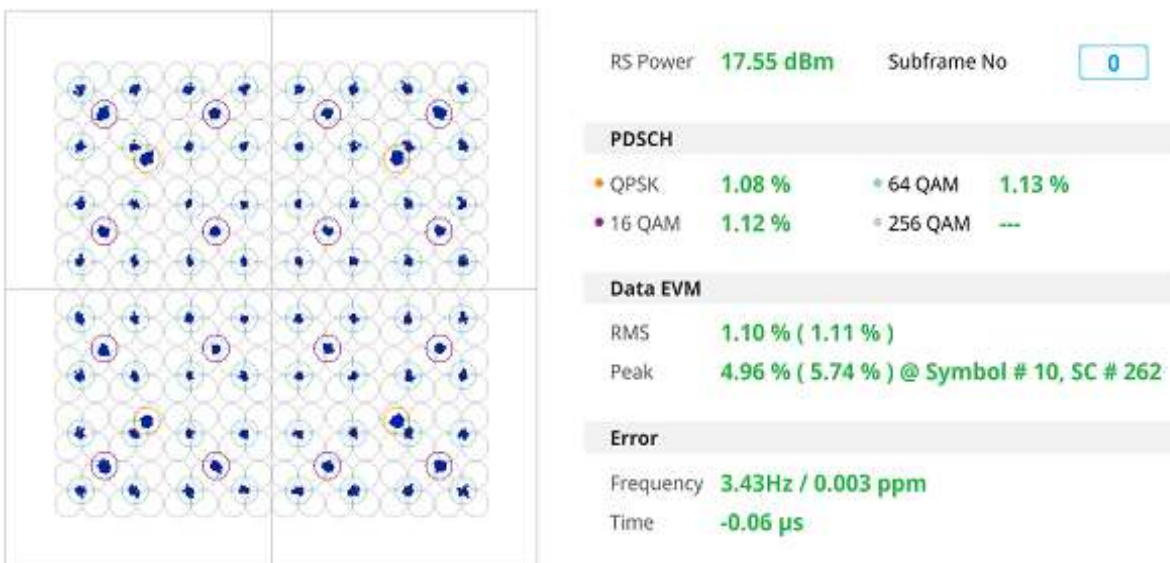 RS Power 17.55 dBm Subframe No 0
PDSCH
QPSK 1.08 % 64 QAM 1.13 %
16 QAM 1.12 % 256 QAM ---
Data EVM
RMS 1.10 % ( 1.11 % )
Peak 4.96 % ( 5.74 % ) @ Symbol # 10, SC # 262
Error
Frequency 3.43Hz / 0.003 ppm
Time -0.06 μs